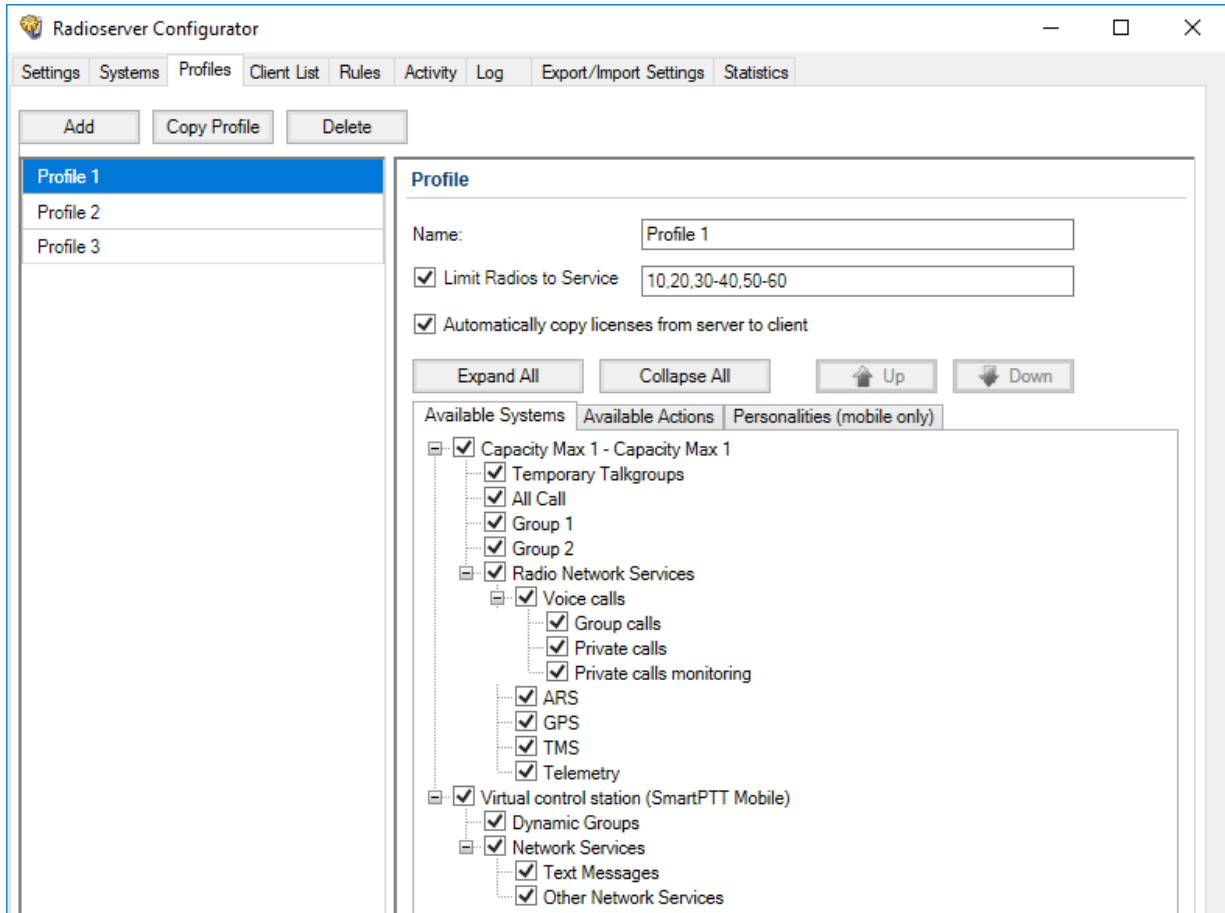 Radioserver Configurator
Settings Systems Profiles Client List Rules Activity Log Export/Import Settings Statistics
Add Copy Profile Delete
Profile 1
Profile 2
Profile 3
Profile
Name: Profile 1
Limit Radios to Service 10,20,30-40,50-60
Automatically copy licenses from server to client
Expand All Collapse All Up Down
Available Systems Available Actions Personalities (mobile only)
Capacity Max 1 - Capacity Max 1
Temporary Talkgroups
All Call
Group 1
Group 2
Radio Network Services
Voice calls
Group calls
Private calls
Private calls monitoring
ARS
GPS
TMS
Telemetry
Virtual control station (SmartPTT Mobile)
Dynamic Groups
Network Services
Text Messages
Other Network Services